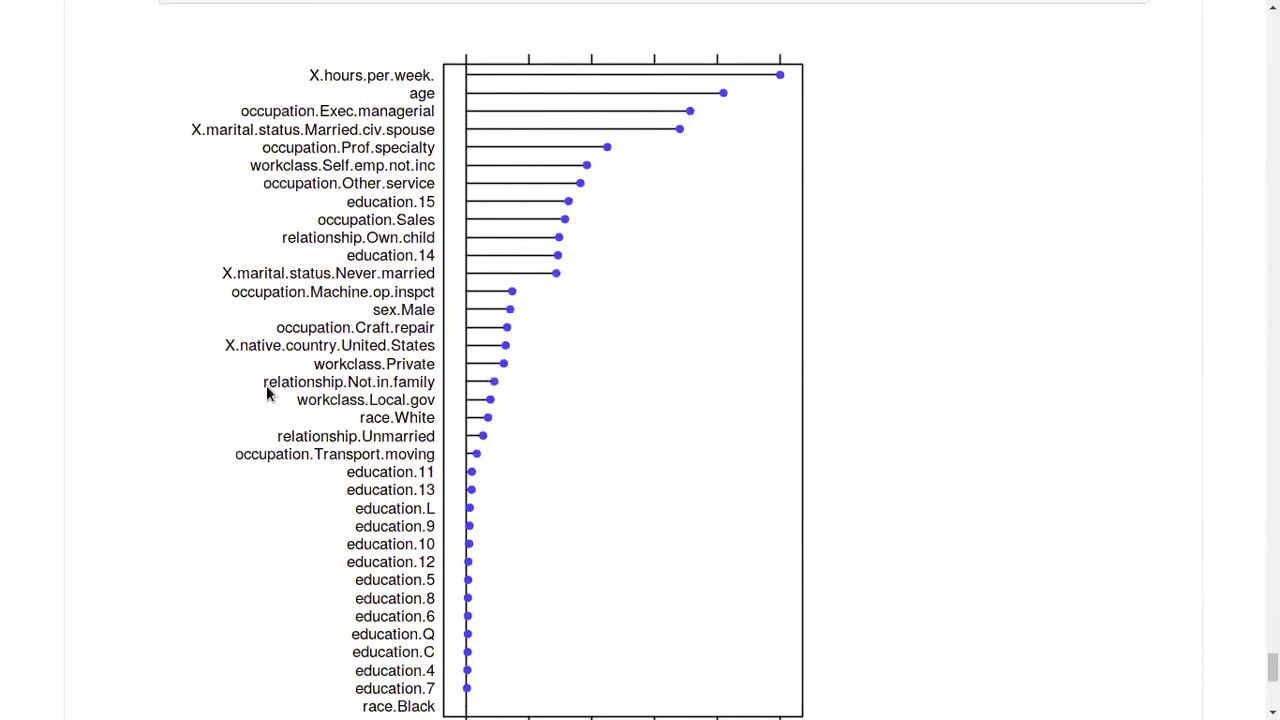 X.hours.per.week.
age
occupation.Exec.managerial
X.marital.status.Married.civ.spouse
occupation.Prof.specialty
workclass.Self.emp.not.inc
occupation.Other.service
education.15
occupation.Sales
relationship.Own.child
education.14
X.marital.status.Never.married
occupation.Machine.op.inspct
sex.Male
occupation.Craft.repair
X.native.country.United.States
workclass.Private
relationship.Not.in.family
workclass.Local.gov
race.White
relationship.Unmarried
occupation.Transport.moving
education.11
education.13
education.L
education.9
education.10
education.12
education.5
education.8
education.6
education.Q
education.C
education.4
education.7
race.Black